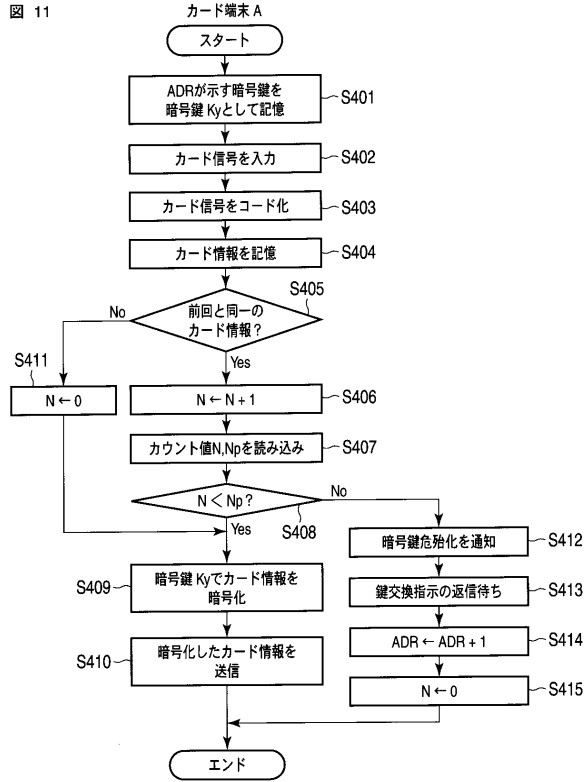 図 11
カード端末 A
スタート
ADRが示す暗号鍵を
暗号鍵 Kyとして記憶
S401
カード信号を入力
S402
カード信号をコード化
S403
カード情報を記憶
S404
前回と同一の
カード情報？
S405
No
Yes
S411
N ← 0
N ← N + 1
S406
カウント値N,Npを読み込み
S407
N < Np？
S408
No
Yes
暗号鍵危殆化を通知
S412
S409
暗号鍵 Kyでカード情報を
暗号化
鍵交換指示の返信待ち
S413
ADR ← ADR + 1
S414
S410
暗号化したカード情報を
送信
N ← 0
S415
エンド